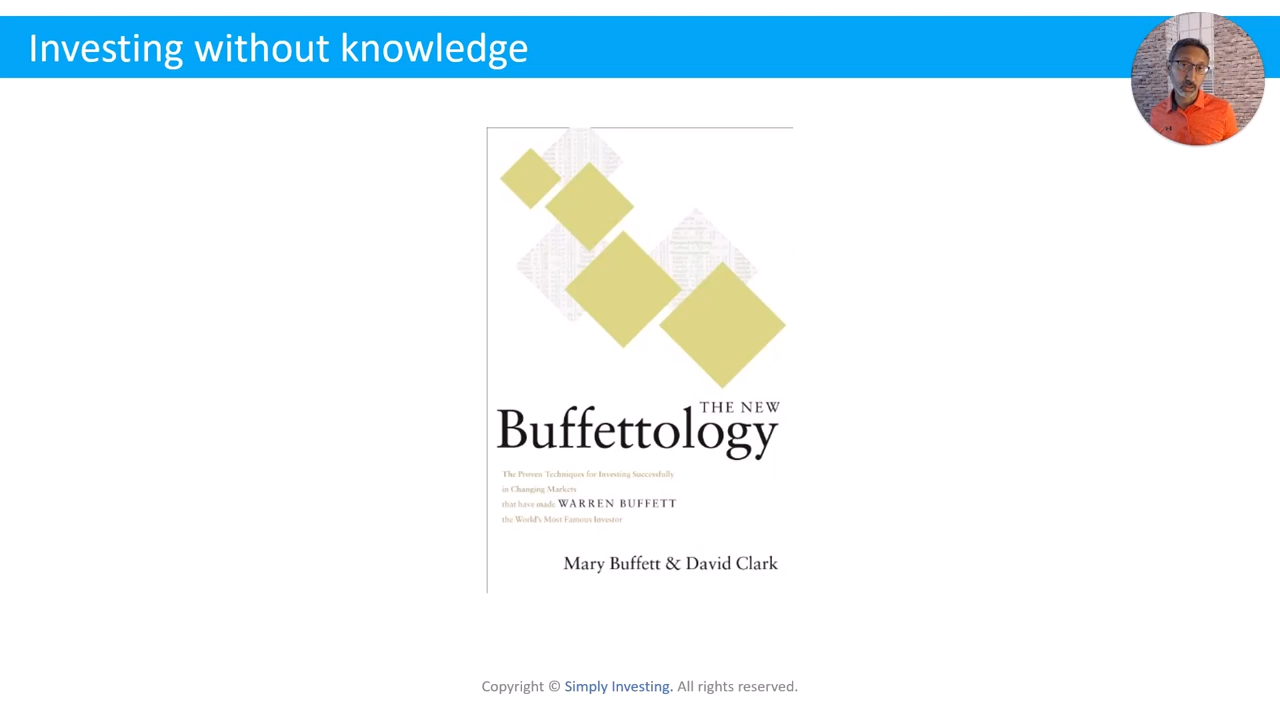 Investing without knowledge
THE NEW
Buffettology
The Proven Techniques for Investing Successfully
in Changing Markets
that have made WARREN BUFFETT
the World's Most Famous Investor
Mary Buffett & David Clark
Copyright © Simply Investing. All rights reserved.